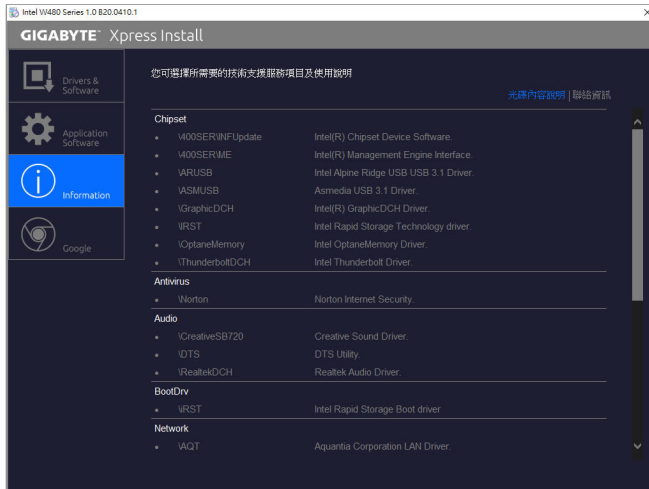 Intel W480 Series 1.0 B20.0410.1
GIGABYTE™ Xpress Install
Drivers &
Software
Application
Software
Information
Google
您可選擇所需要的技術支援服務項目及使用說明
光碟內容說明 | 聯絡資訊
Chipset
• \400SER\INFUpdate Intel(R) Chipset Device Software.
• \400SER\ME Intel(R) Management Engine Interface.
• \ARUSB Intel Alpine Ridge USB USB 3.1 Driver.
• \ASMUSB Asmedia USB 3.1 Driver.
• \GraphicDCH Intel(R) GraphicDCH Driver.
• \IRST Intel Rapid Storage Technology driver.
• \OptaneMemory Intel OptaneMemory Driver.
• \ThunderboltDCH Intel Thunderbolt Driver.
Antivirus
• \Norton Norton Internet Security.
Audio
• \CreativeSB720 Creative Sound Driver.
• \DTS DTS Utility.
• \RealtekDCH Realtek Audio Driver.
BootDrv
• \iRST Intel Rapid Storage Boot driver
Network
• \AQT Aquantia Corporation LAN Driver.